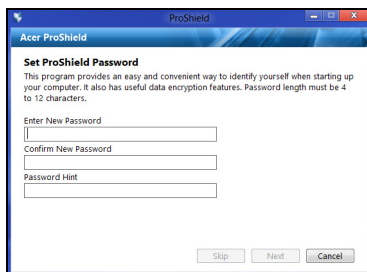 ProShield
Acer ProShield
Set ProShield Password
This program provides an easy and convenient way to identify yourself when starting up
your computer. It also has useful data encryption features. Password length must be 4
to 12 characters.
Enter New Password
Confirm New Password
Password Hint
Skip Next Cancel